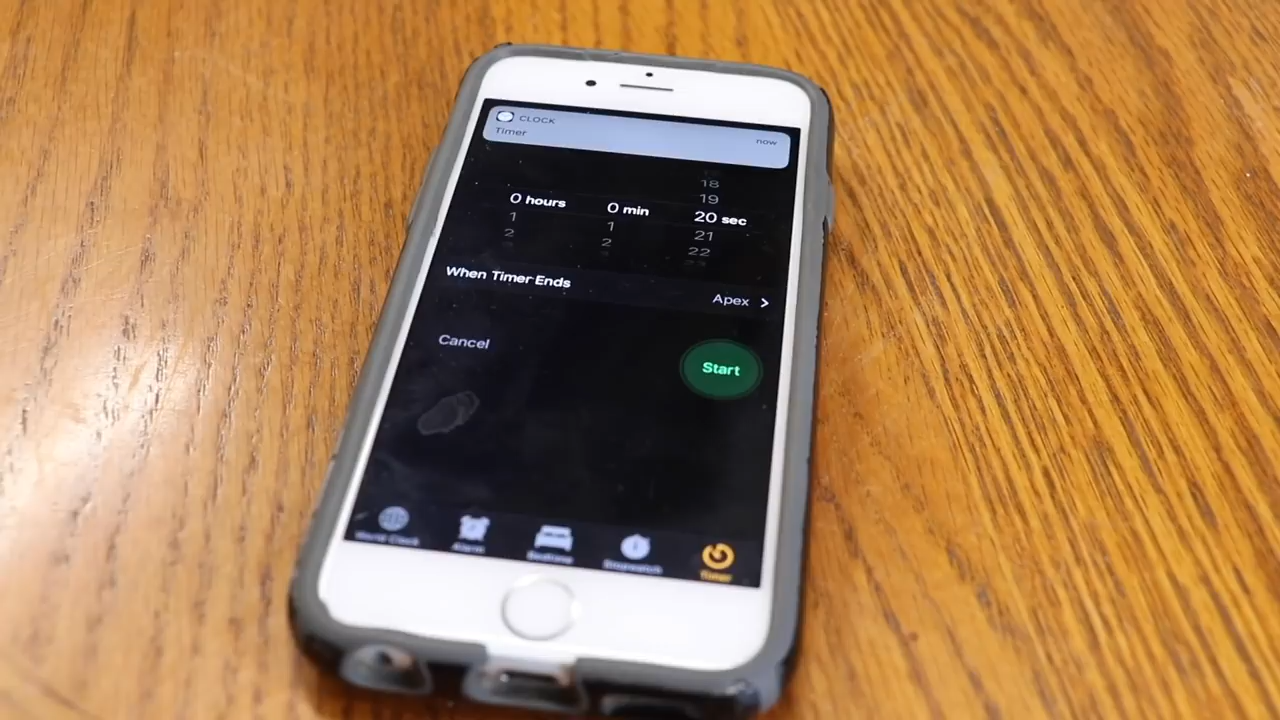 CLOCK
Timer
now
18
19
0 hours 0 min 20 sec
1 1 21
2 2 22
23
When Timer Ends
Apex >
Cancel
Start
World Clock Alarm Bedtime Stopwatch Timer